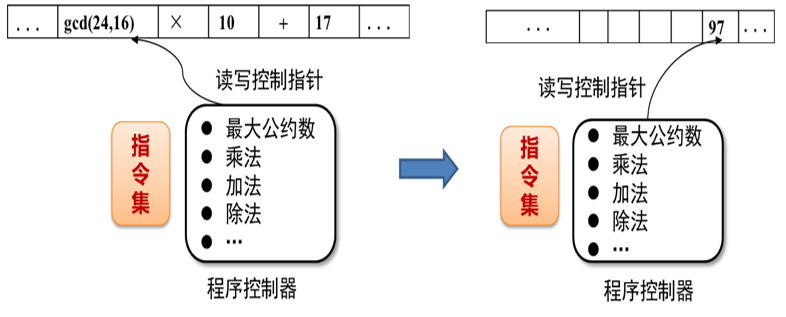 ... gcd(24,16) × 10 + 17 ...
读写控制指针
指令集
● 最大公约数
● 乘法
● 加法
● 除法
● ...
程序控制器
... 97 ...
读写控制指针
指令集
● 最大公约数
● 乘法
● 加法
● 除法
● ...
程序控制器